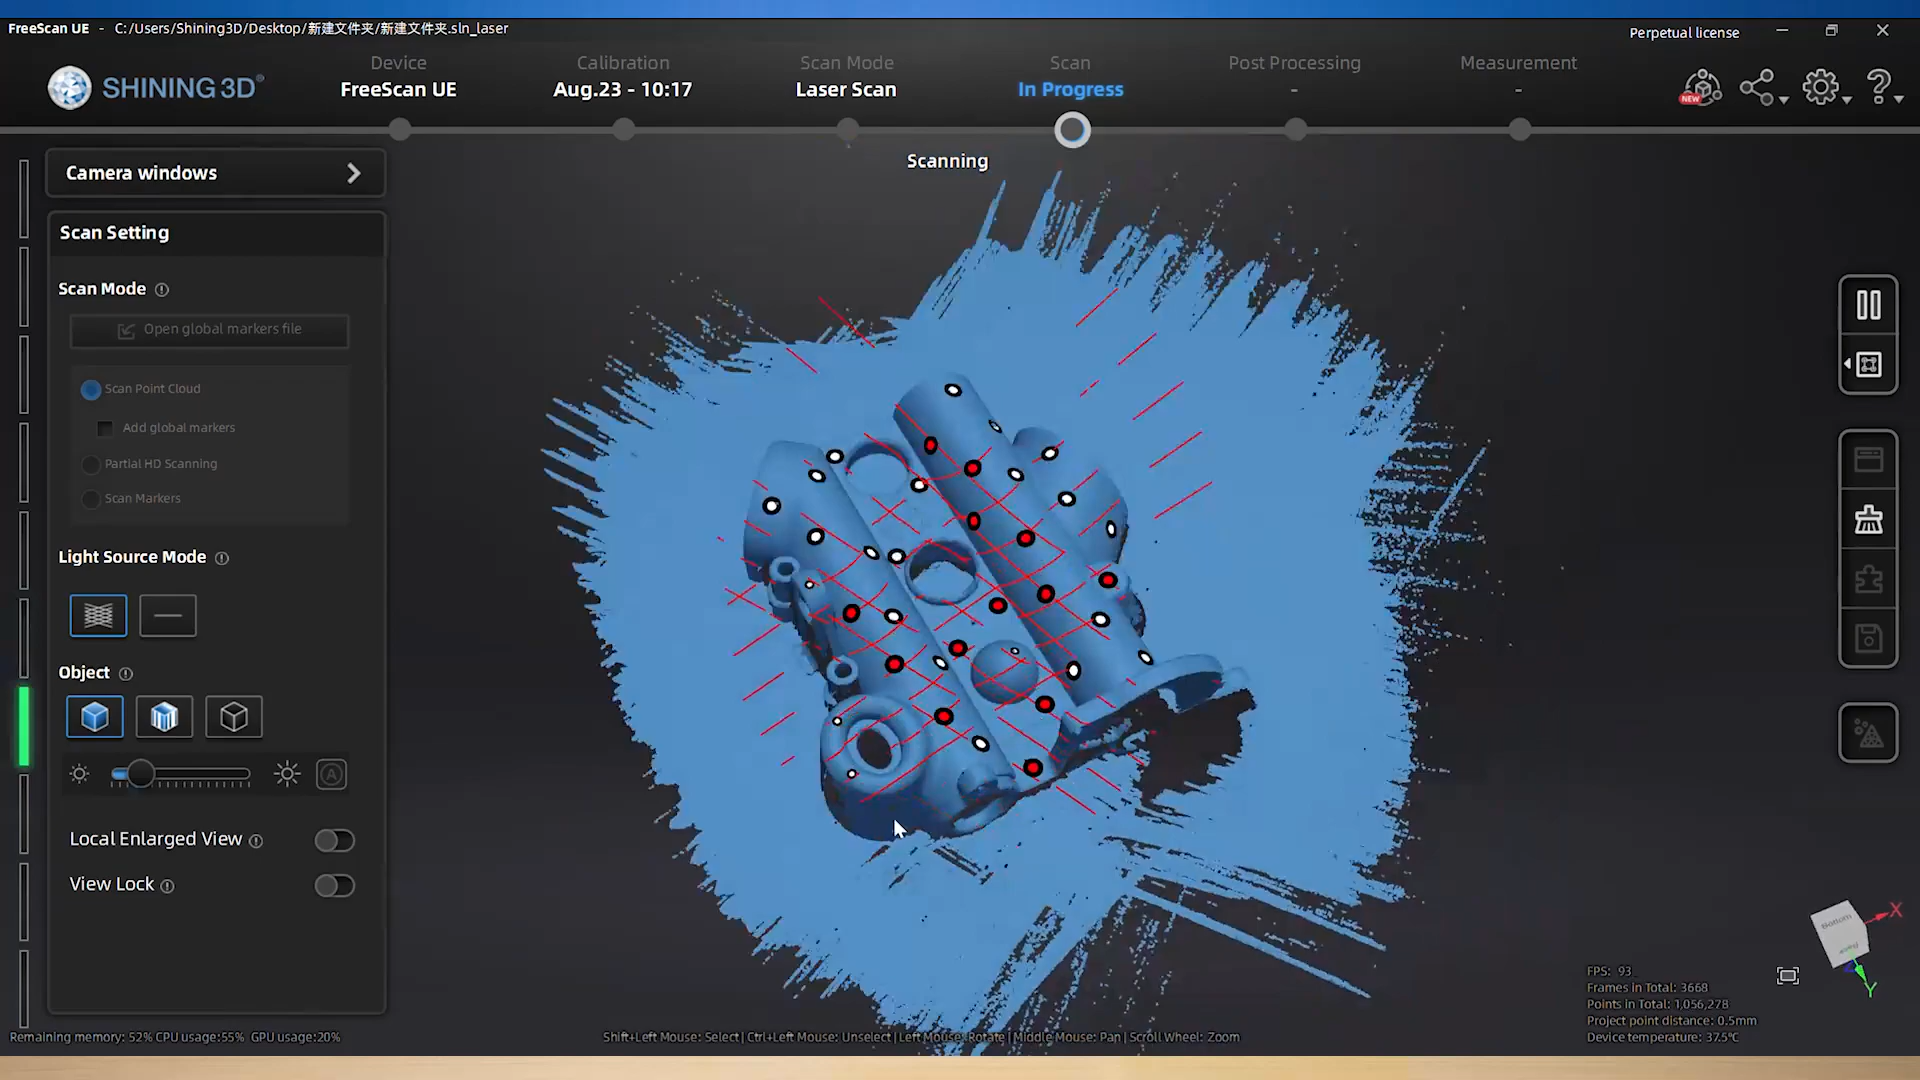 FreeScan UE - C:/Users/Shining3D/Desktop/新建文件夹/新建文件夹.sln_laser
Perpetual license
SHINING 3D®
Device
FreeScan UE
Calibration
Aug.23 - 10:17
Scan Mode
Laser Scan
Scan
In Progress
Post Processing
-
Measurement
-
NEW
Scanning
Camera windows
Scan Setting
Scan Mode
Open global markers file
Scan Point Cloud
Add global markers
Partial HD Scanning
Scan Markers
Light Source Mode
Object
A
Local Enlarged View
View Lock
Bottom
X
Y
FPS: 93
Frames in Total: 3668
Points in Total: 1,056,278
Project point distance: 0.5mm
Device temperature: 37.5℃
Remaining memory: 52% CPU usage:55% GPU usage:20%
Shift+Left Mouse: Select | Ctrl+Left Mouse: Unselect | Left Mouse: Rotate | Middle Mouse: Pan | Scroll Wheel: Zoom